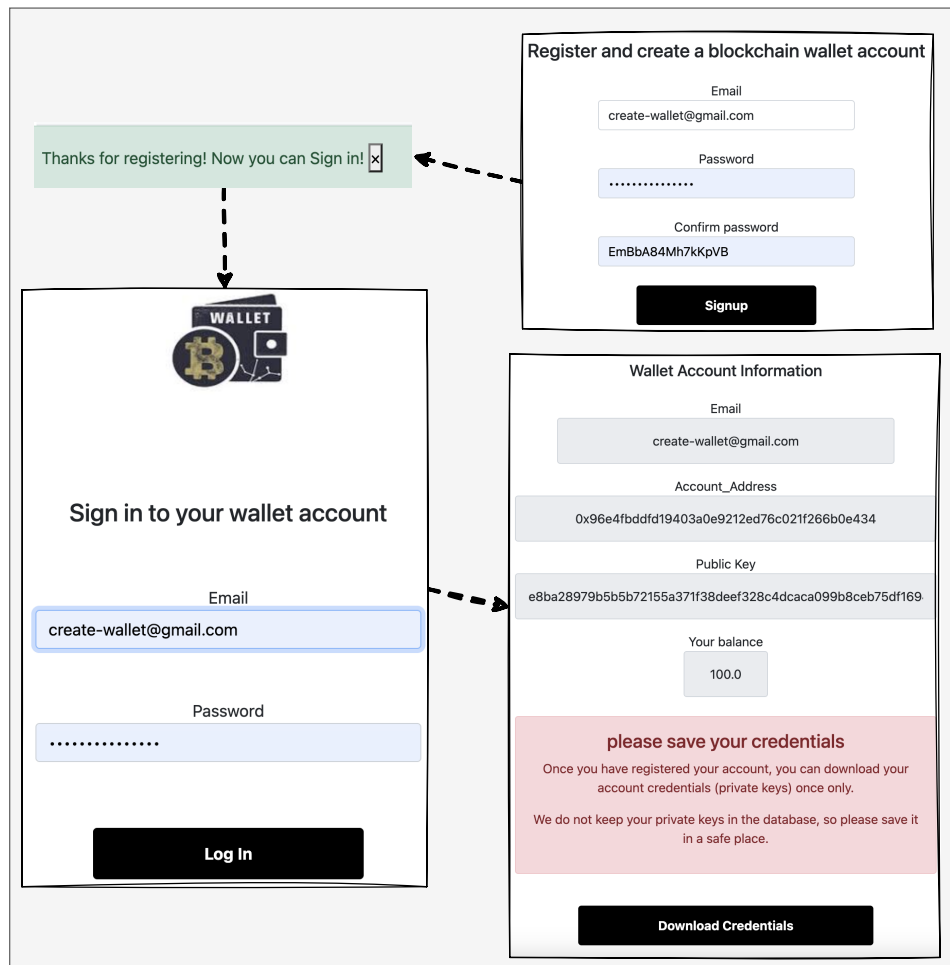 Register and create a blockchain wallet account
Email
create-wallet@gmail.com
Password
•••••••••••••••
Confirm password
EmBbA84Mh7kKpVB
Signup
Thanks for registering! Now you can Sign in! ×
WALLET
Sign in to your wallet account
Email
create-wallet@gmail.com
Password
•••••••••••••••
Log In
Wallet Account Information
Email
create-wallet@gmail.com
Account_Address
0x96e4fbddfd19403a0e9212ed76c021f266b0e434
Public Key
e8ba28979b5b5b72155a371f38deef328c4dcaca099b8ceb75df169
Your balance
100.0
please save your credentials
Once you have registered your account, you can download your
account credentials (private keys) once only.
We do not keep your private keys in the database, so please save it
in a safe place.
Download Credentials